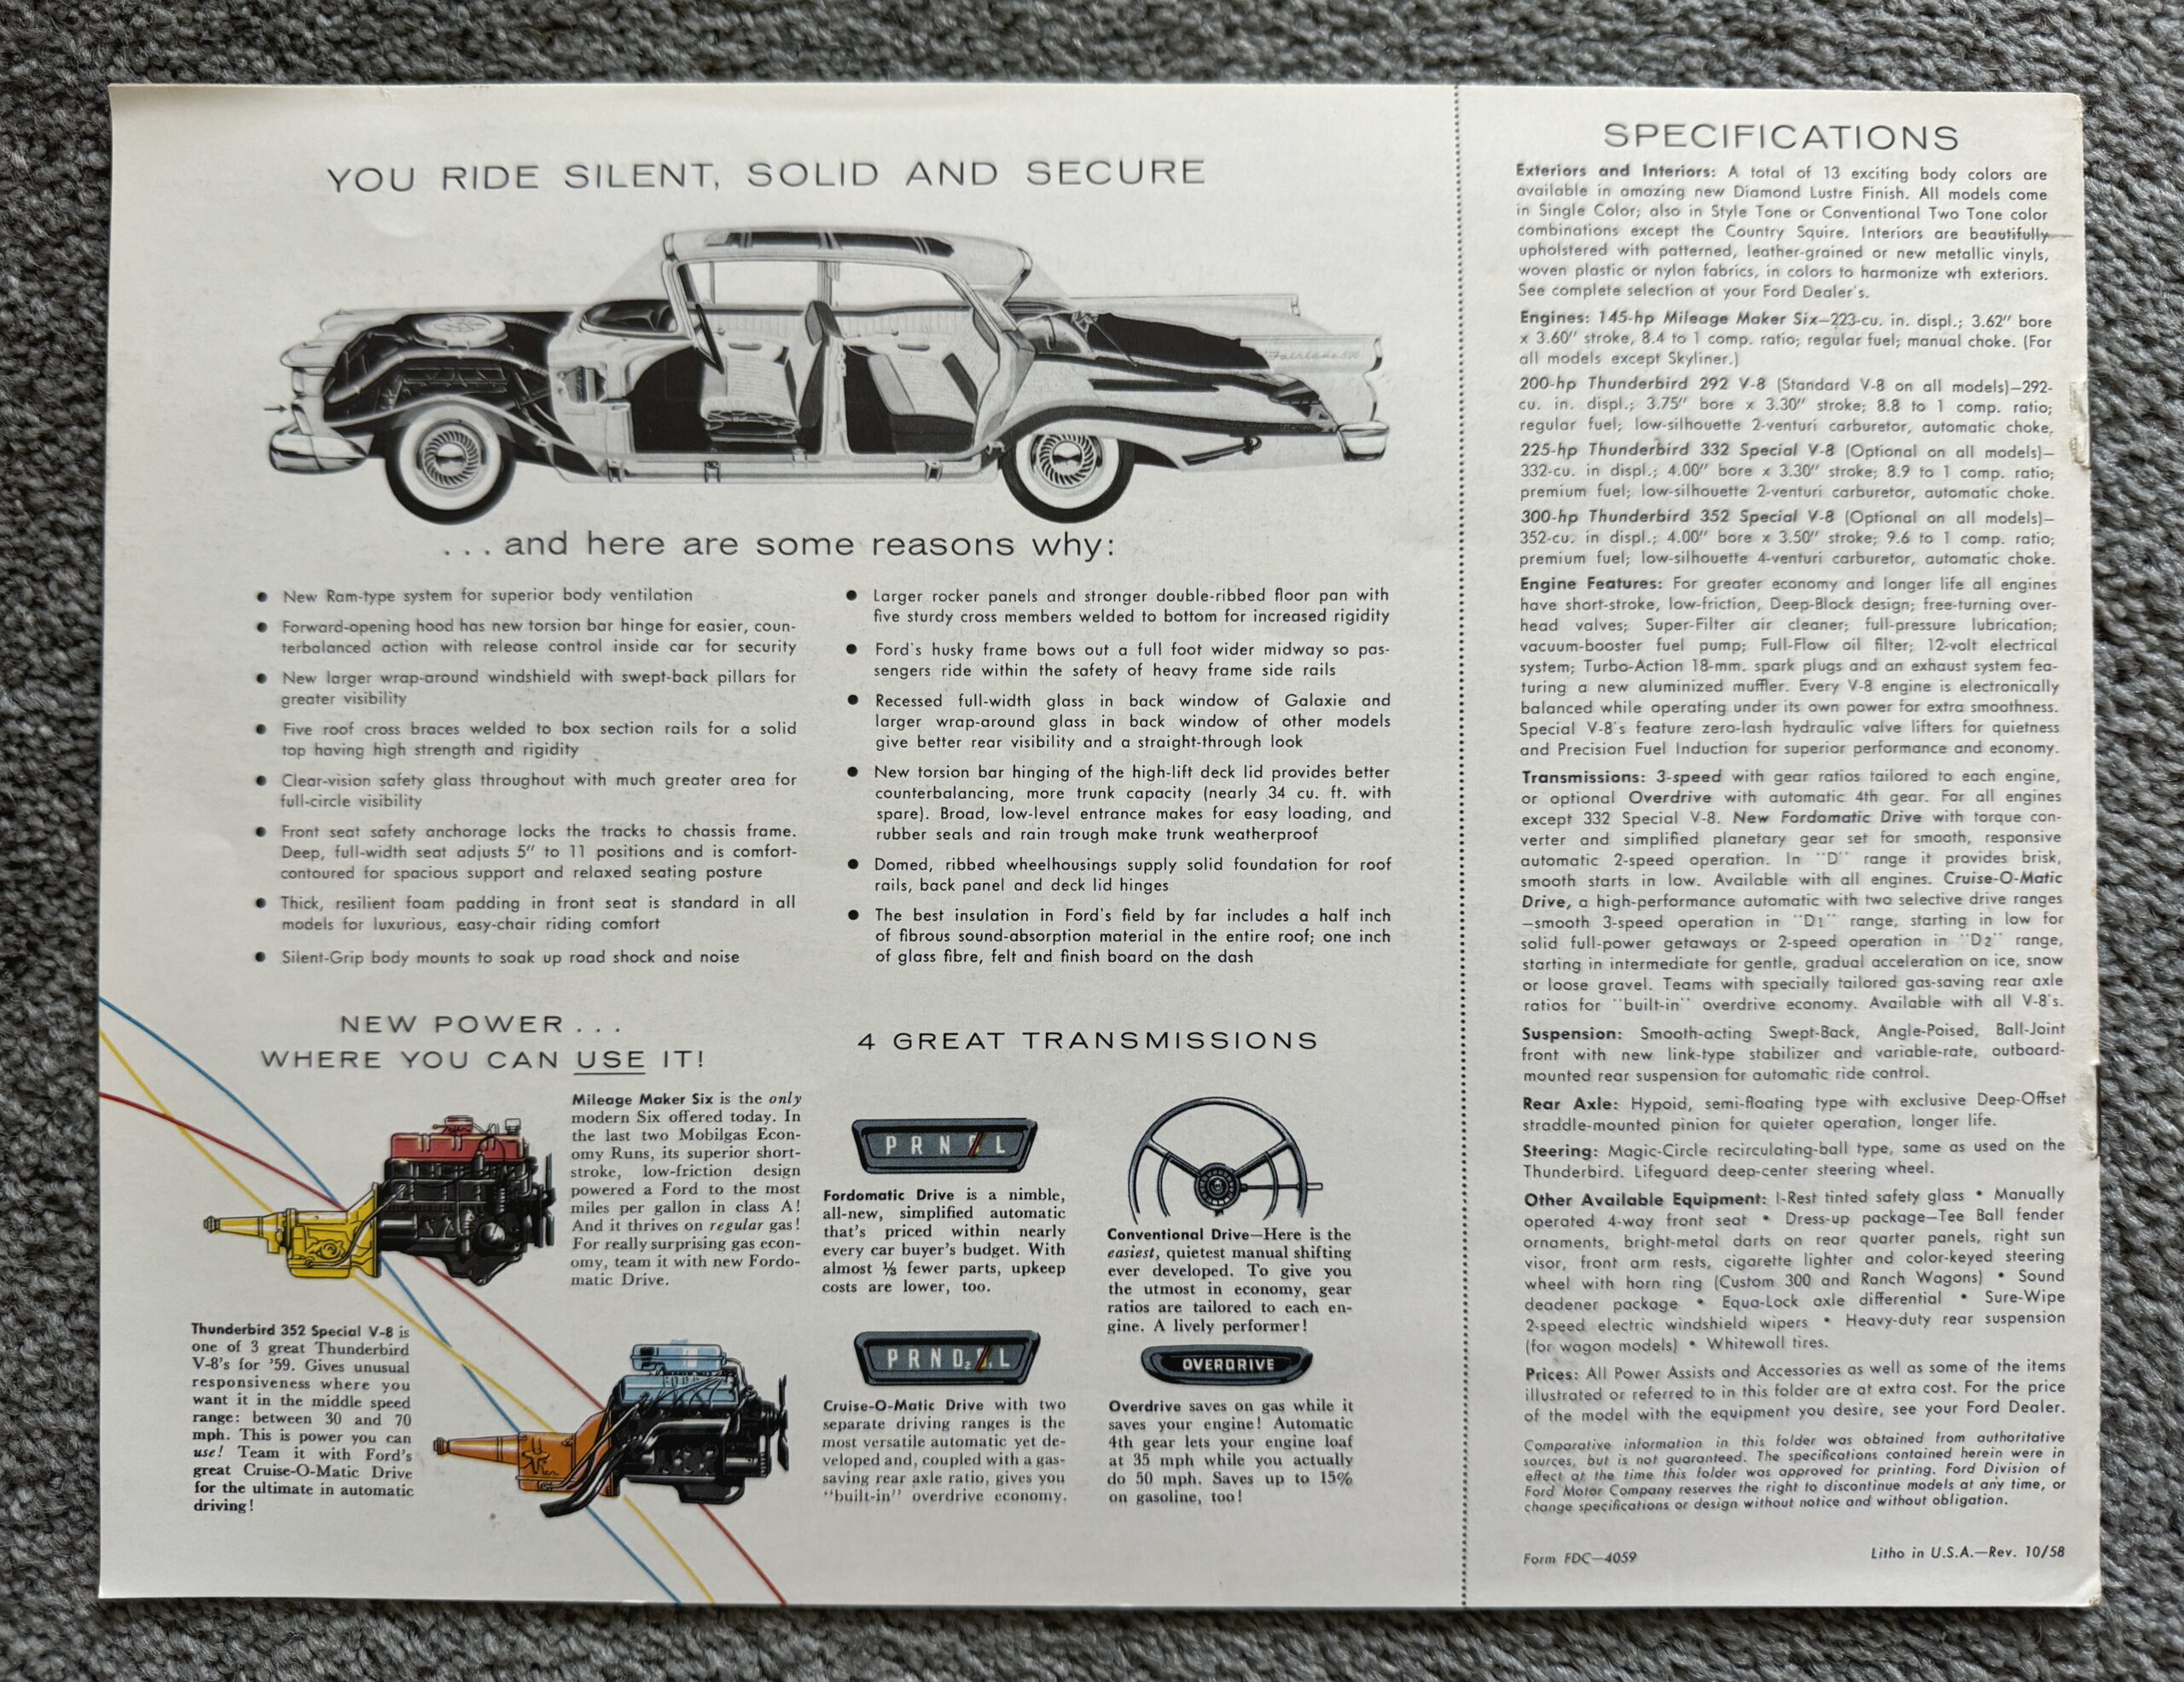 YOU RIDE SILENT, SOLID AND SECURE
Fairlane 500
. . . and here are some reasons why:
● New Ram-type system for superior body ventilation
● Forward-opening hood has new torsion bar hinge for easier, coun-
terbalanced action with release control inside car for security
● New larger wrap-around windshield with swept-back pillars for
greater visibility
● Five roof cross braces welded to box section rails for a solid
top having high strength and rigidity
● Clear-vision safety glass throughout with much greater area for
full-circle visibility
● Front seat safety anchorage locks the tracks to chassis frame.
Deep, full-width seat adjusts 5" to 11 positions and is comfort-
contoured for spacious support and relaxed seating posture
● Thick, resilient foam padding in front seat is standard in all
models for luxurious, easy-chair riding comfort
● Silent-Grip body mounts to soak up road shock and noise
● Larger rocker panels and stronger double-ribbed floor pan with
five sturdy cross members welded to bottom for increased rigidity
● Ford's husky frame bows out a full foot wider midway so pas-
sengers ride within the safety of heavy frame side rails
● Recessed full-width glass in back window of Galaxie and
larger wrap-around glass in back window of other models
give better rear visibility and a straight-through look
● New torsion bar hinging of the high-lift deck lid provides better
counterbalancing, more trunk capacity (nearly 34 cu. ft. with
spare). Broad, low-level entrance makes for easy loading, and
rubber seals and rain trough make trunk weatherproof
● Domed, ribbed wheelhousings supply solid foundation for roof
rails, back panel and deck lid hinges
● The best insulation in Ford's field by far includes a half inch
of fibrous sound-absorption material in the entire roof; one inch
of glass fibre, felt and finish board on the dash
NEW POWER . . .
WHERE YOU CAN USE IT!
Mileage Maker Six is the only
modern Six offered today. In
the last two Mobilgas Econ-
omy Runs, its superior short-
stroke, low-friction design
powered a Ford to the most
miles per gallon in class A!
And it thrives on regular gas!
For really surprising gas econ-
omy, team it with new Fordo-
matic Drive.
Thunderbird 352 Special V-8 is
one of 3 great Thunderbird
V-8's for '59. Gives unusual
responsiveness where you
want it in the middle speed
range: between 30 and 70
mph. This is power you can
use! Team it with Ford's
great Cruise-O-Matic Drive
for the ultimate in automatic
driving!
4 GREAT TRANSMISSIONS
P R N L
Fordomatic Drive is a nimble,
all-new, simplified automatic
that's priced within nearly
every car buyer's budget. With
almost ⅓ fewer parts, upkeep
costs are lower, too.
Conventional Drive—Here is the
easiest, quietest manual shifting
ever developed. To give you
the utmost in economy, gear
ratios are tailored to each en-
gine. A lively performer!
P R N D2 L
Cruise-O-Matic Drive with two
separate driving ranges is the
most versatile automatic yet de-
veloped and, coupled with a gas-
saving rear axle ratio, gives you
"built-in" overdrive economy.
OVERDRIVE
Overdrive saves on gas while it
saves your engine! Automatic
4th gear lets your engine loaf
at 35 mph while you actually
do 50 mph. Saves up to 15%
on gasoline, too!
SPECIFICATIONS
Exteriors and Interiors: A total of 13 exciting body colors are
available in amazing new Diamond Lustre Finish. All models come
in Single Color; also in Style Tone or Conventional Two Tone color
combinations except the Country Squire. Interiors are beautifully
upholstered with patterned, leather-grained or new metallic vinyls,
woven plastic or nylon fabrics, in colors to harmonize wth exteriors.
See complete selection at your Ford Dealer's.
Engines: 145-hp Mileage Maker Six—223-cu. in. displ.; 3.62" bore
x 3.60" stroke, 8.4 to 1 comp. ratio; regular fuel; manual choke. (For
all models except Skyliner.)
200-hp Thunderbird 292 V-8 (Standard V-8 on all models)—292-
cu. in. displ.; 3.75" bore x 3.30" stroke; 8.8 to 1 comp. ratio;
regular fuel; low-silhouette 2-venturi carburetor, automatic choke.
225-hp Thunderbird 332 Special V-8 (Optional on all models)—
332-cu. in displ.; 4.00" bore x 3.30" stroke; 8.9 to 1 comp. ratio;
premium fuel; low-silhouette 2-venturi carburetor, automatic choke.
300-hp Thunderbird 352 Special V-8 (Optional on all models)—
352-cu. in displ.; 4.00" bore x 3.50" stroke; 9.6 to 1 comp. ratio;
premium fuel; low-silhouette 4-venturi carburetor, automatic choke.
Engine Features: For greater economy and longer life all engines
have short-stroke, low-friction, Deep-Block design; free-turning over-
head valves; Super-Filter air cleaner; full-pressure lubrication;
vacuum-booster fuel pump; Full-Flow oil filter; 12-volt electrical
system; Turbo-Action 18-mm. spark plugs and an exhaust system fea-
turing a new aluminized muffler. Every V-8 engine is electronically
balanced while operating under its own power for extra smoothness.
Special V-8's feature zero-lash hydraulic valve lifters for quietness
and Precision Fuel Induction for superior performance and economy.
Transmissions: 3-speed with gear ratios tailored to each engine,
or optional Overdrive with automatic 4th gear. For all engines
except 332 Special V-8. New Fordomatic Drive with torque con-
verter and simplified planetary gear set for smooth, responsive
automatic 2-speed operation. In "D" range it provides brisk,
smooth starts in low. Available with all engines. Cruise-O-Matic
Drive, a high-performance automatic with two selective drive ranges
—smooth 3-speed operation in "D1" range, starting in low for
solid full-power getaways or 2-speed operation in "D2" range,
starting in intermediate for gentle, gradual acceleration on ice, snow
or loose gravel. Teams with specially tailored gas-saving rear axle
ratios for "built-in" overdrive economy. Available with all V-8's.
Suspension: Smooth-acting Swept-Back, Angle-Poised, Ball-Joint
front with new link-type stabilizer and variable-rate, outboard-
mounted rear suspension for automatic ride control.
Rear Axle: Hypoid, semi-floating type with exclusive Deep-Offset
straddle-mounted pinion for quieter operation, longer life.
Steering: Magic-Circle recirculating-ball type, same as used on the
Thunderbird. Lifeguard deep-center steering wheel.
Other Available Equipment: I-Rest tinted safety glass • Manually
operated 4-way front seat • Dress-up package—Tee Ball fender
ornaments, bright-metal darts on rear quarter panels, right sun
visor, front arm rests, cigarette lighter and color-keyed steering
wheel with horn ring (Custom 300 and Ranch Wagons) • Sound
deadener package • Equa-Lock axle differential • Sure-Wipe
2-speed electric windshield wipers • Heavy-duty rear suspension
(for wagon models) • Whitewall tires.
Prices: All Power Assists and Accessories as well as some of the items
illustrated or referred to in this folder are at extra cost. For the price
of the model with the equipment you desire, see your Ford Dealer.
Comparative information in this folder was obtained from authoritative
sources, but is not guaranteed. The specifications contained herein were in
effect at the time this folder was approved for printing. Ford Division of
Ford Motor Company reserves the right to discontinue models at any time, or
change specifications or design without notice and without obligation.
Form FDC—4059
Litho in U.S.A.—Rev. 10/58